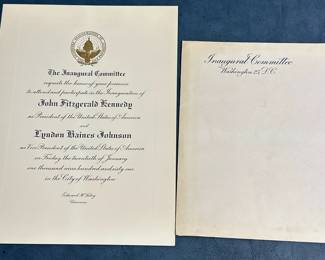 The Inaugural Committee
requests the honor of your presence
to attend and participate in the Inauguration of
John Fitzgerald Kennedy
as President of the United States of America
and
Lyndon Baines Johnson
as Vice President of the United States of America
on Friday the twentieth of January
one thousand nine hundred and sixty one
in the City of Washington
Edward H. Foley
Chairman
Inaugural Committee
Washington 25, D.C.